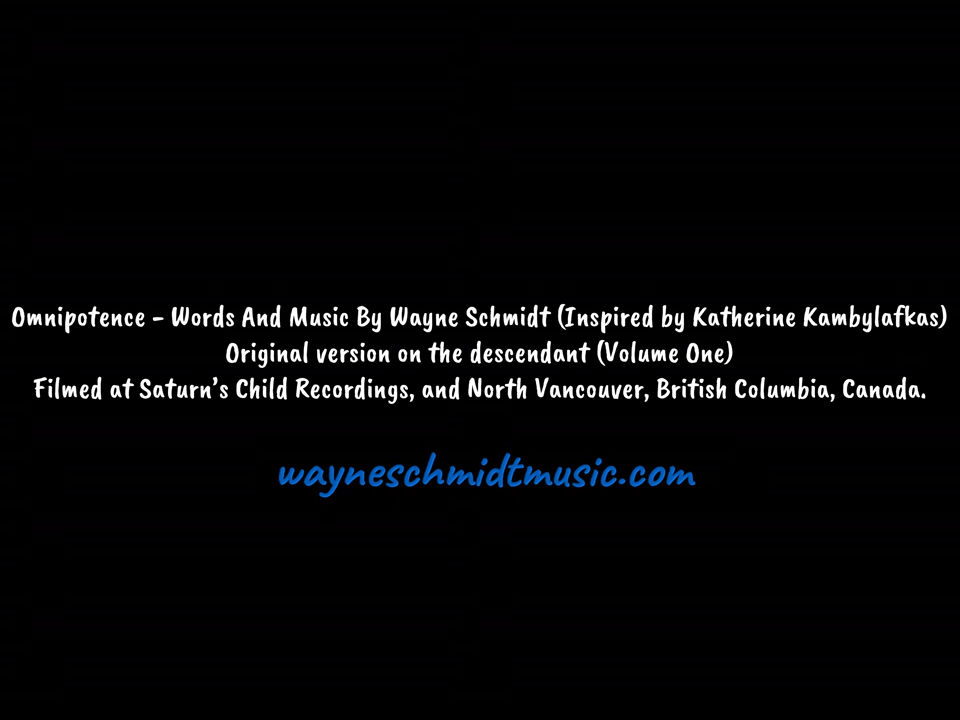 Omnipotence - Words And Music By Wayne Schmidt (Inspired by Katherine Kambylafkas)
Original version on the descendant (Volume One)
Filmed at Saturn's Child Recordings, and North Vancouver, British Columbia, Canada.
wayneschmidtmusic.com